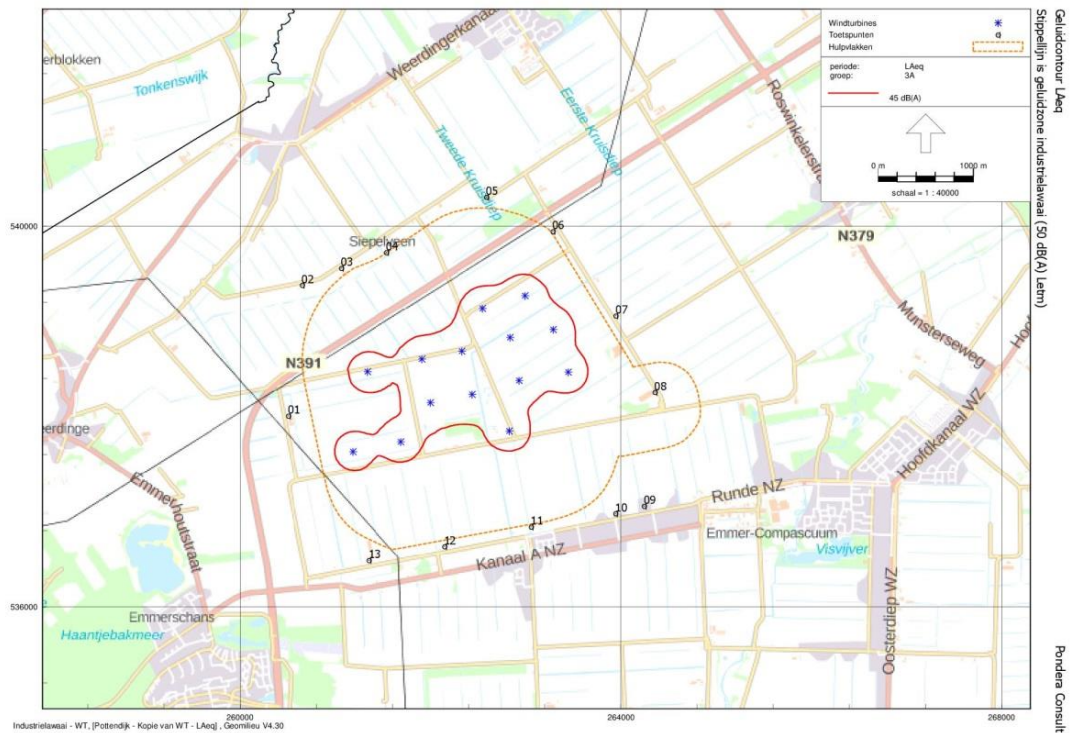 Geluidcontour LAeq
Stippellijn is geluidzone industrielawaai (50 dB(A) Letm)
Windturbines
Toetspunten
Hulpvlakken
periode: LAeq
groep: 3A
45 dB(A)
0 m 1000 m
schaal = 1 : 40000
erblokken
Tonkenswijk
Weerdingerkanaal
Eerste Kruisdiep
Tweede Kruisdiep
Roswinkelerstra
05
540000
Siepelveen
04
06
N379
03
02
07
Munsterseweg
Hoof
N391
08
01
eerdinge
Hoofdkanaal WZ
Emmerhoutstraat
Runde NZ
09
10
11
Emmer-Compascuum
Visvijver
12
13
Kanaal A NZ
Oosterdiep WZ
536000
Emmerschans
Haantjebakmeer
260000
264000
268000
Industrielawaai - WT, [Pottendijk - Kopie van WT - LAeq] , Geomilieu V4.30
Pondera Consult